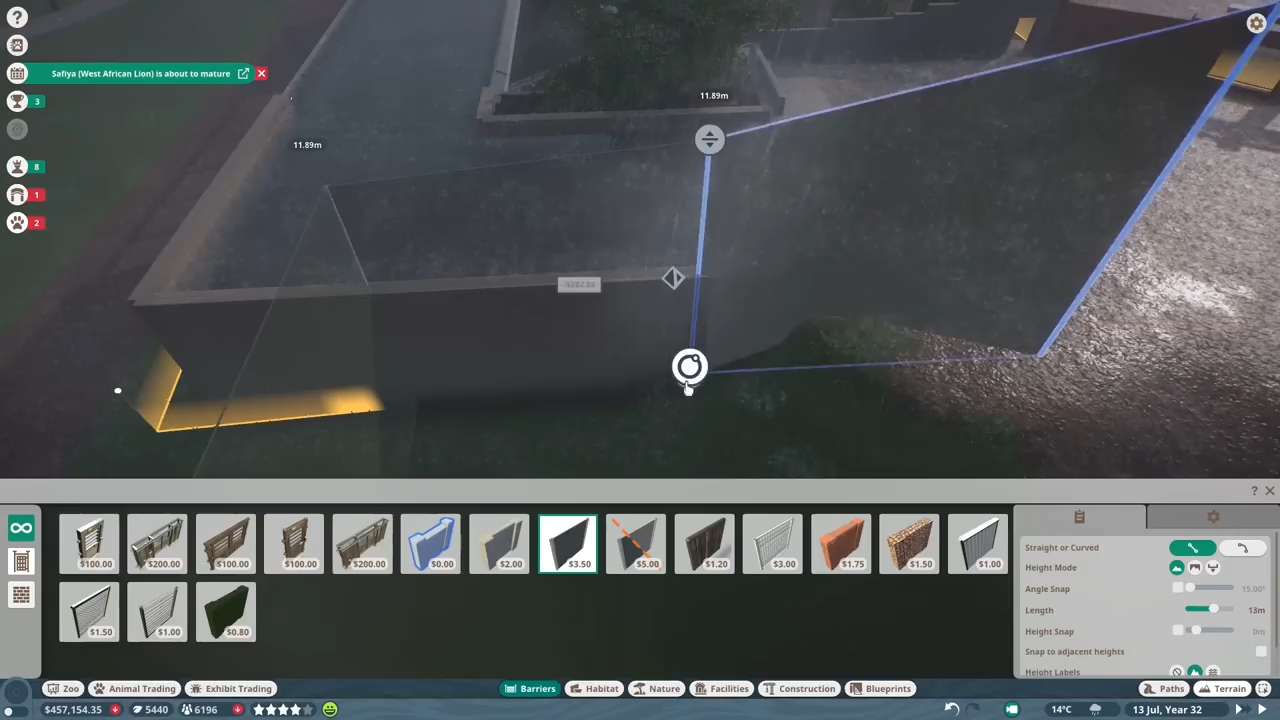 Safiya (West African Lion) is about to mature
3
8
1
2
11.89m
11.89m
$100.00
$200.00
$100.00
$100.00
$200.00
$0.00
$2.00
$3.50
$5.00
$1.20
$3.00
$1.75
$1.50
$1.00
$1.50
$1.00
$0.80
Straight or Curved
Height Mode
Angle Snap 15.00°
Length 13m
Height Snap 0m
Snap to adjacent heights
Height Labels
Zoo Animal Trading Exhibit Trading Barriers Habitat Nature Facilities Construction Blueprints Paths Terrain
$457,154.35 5440 6196 14°C 13 Jul, Year 32